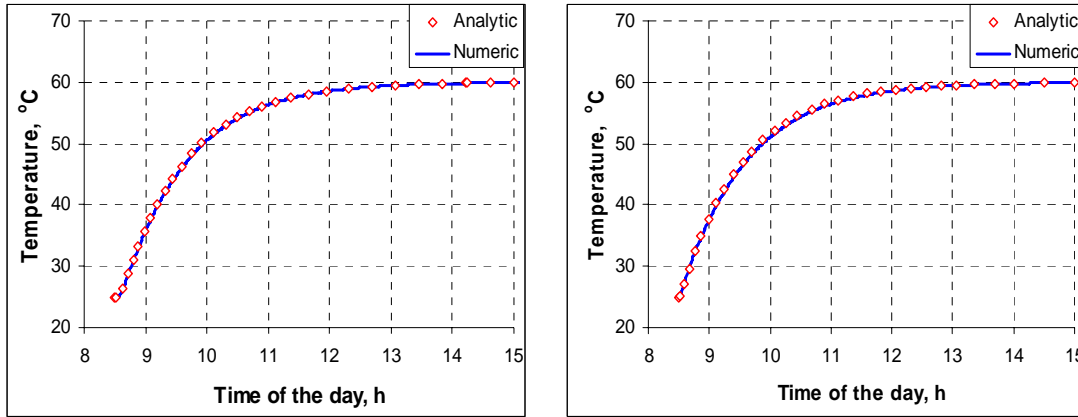 70
60
50
40
30
20
Temperature, °C
8 9 10 11 12 13 14 15
Time of the day, h
Analytic
Numeric
70
60
50
40
30
20
Temperature, °C
8 9 10 11 12 13 14 15
Time of the day, h
Analytic
Numeric